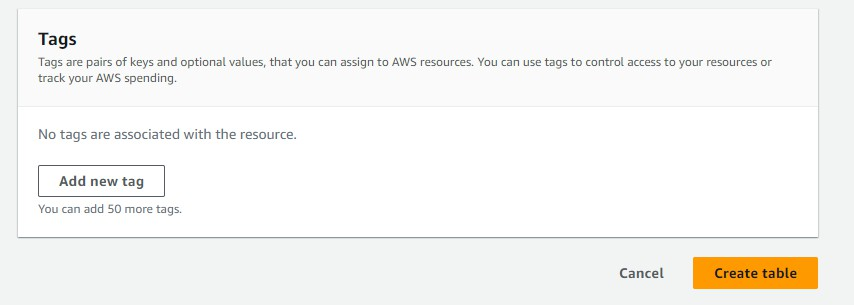 Tags
Tags are pairs of keys and optional values, that you can assign to AWS resources. You can use tags to control access to your resources or
track your AWS spending.
No tags are associated with the resource.
Add new tag
You can add 50 more tags.
Cancel
Create table